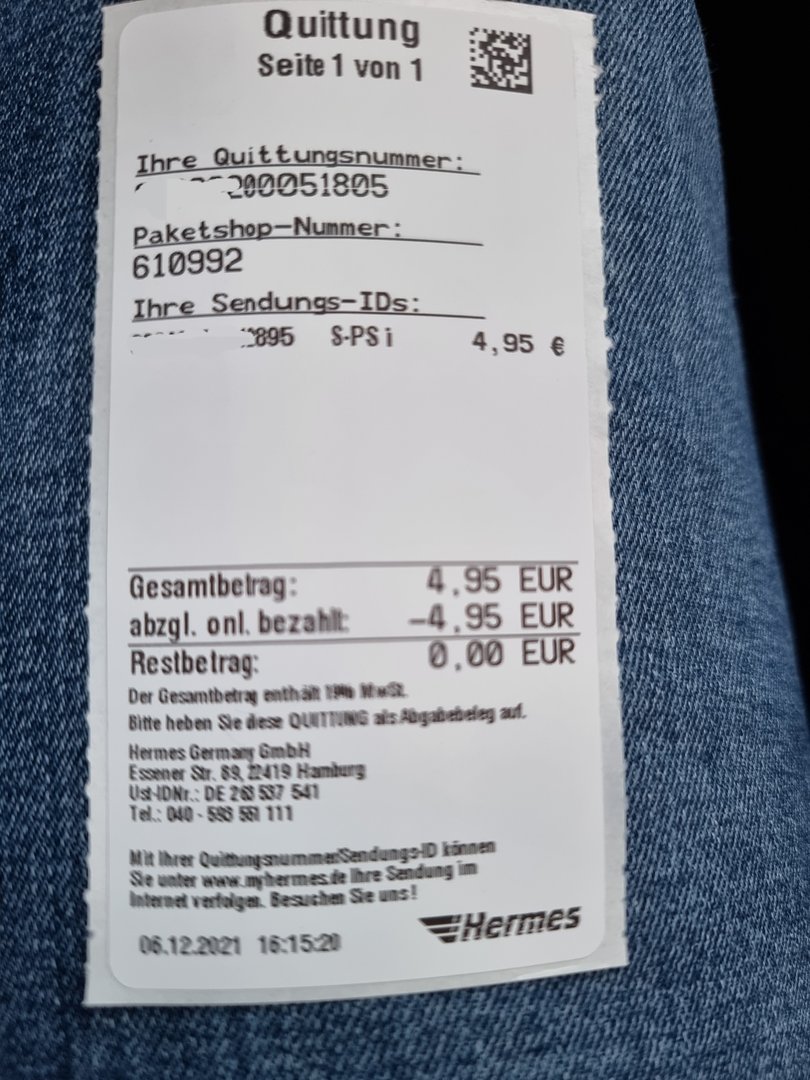 Quittung
Seite 1 von 1
Ihre Quittungsnummer:
200051805
Paketshop-Nummer:
610992
Ihre Sendungs-IDs:
895 S-PS i 4,95 €
Gesamtbetrag: 4,95 EUR
abzgl. onl. bezahlt: -4,95 EUR
Restbetrag: 0,00 EUR
Der Gesamtbetrag enthält 19% MwSt.
Bitte heben Sie diese QUITTUNG als Abgabebeleg auf.
Hermes Germany GmbH
Essener Str. 89, 22419 Hamburg
Ust-IDNr.: DE 263 537 541
Tel.: 040 - 593 551 111
Mit Ihrer Quittungsnummer/Sendungs-ID können
Sie unter www.myhermes.de Ihre Sendung im
Internet verfolgen. Besuchen Sie uns!
Hermes
06.12.2021 16:15:20